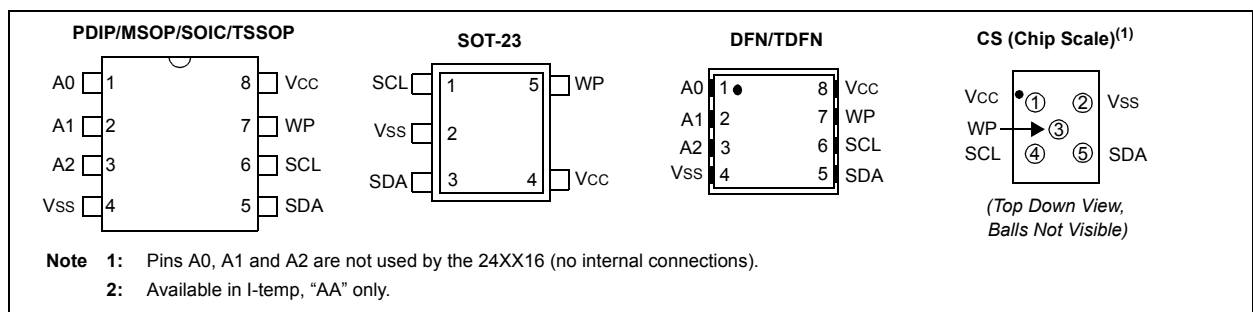 PDIP/MSOP/SOIC/TSSOP
A0 1 8 VCC
A1 2 7 WP
A2 3 6 SCL
VSS 4 5 SDA
SOT-23
SCL 1 5 WP
VSS 2
SDA 3 4 VCC
DFN/TDFN
A0 1 8 VCC
A1 2 7 WP
A2 3 6 SCL
VSS 4 5 SDA
CS (Chip Scale)(1)
VCC 1 2 VSS
WP 3
SCL 4 5 SDA
(Top Down View,
Balls Not Visible)
Note 1: Pins A0, A1 and A2 are not used by the 24XX16 (no internal connections).
2: Available in I-temp, “AA” only.